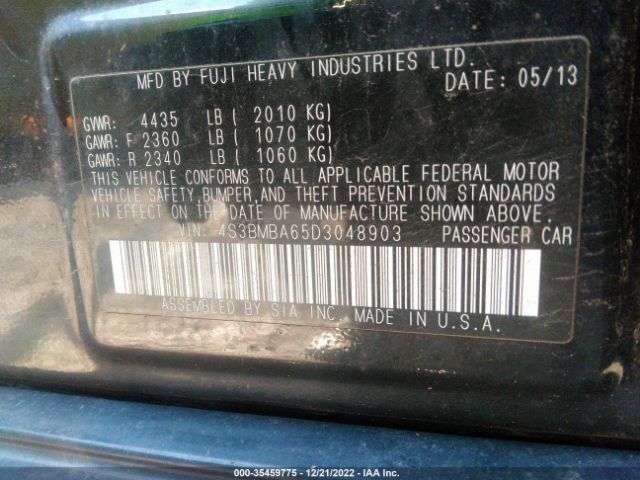 MFD BY FUJI HEAVY INDUSTRIES LTD.
DATE: 05/13
GVWR: 4435 LB ( 2010 KG)
GAWR: F 2360 LB ( 1070 KG)
GAWR: R 2340 LB ( 1060 KG)
THIS VEHICLE CONFORMS TO ALL APPLICABLE FEDERAL MOTOR
VEHICLE SAFETY,BUMPER,AND THEFT PREVENTION STANDARDS
IN EFFECT ON THE DATE OF MANUFACTURE SHOWN ABOVE.
VIN: 4S3BMBA65D3048903 PASSENGER CAR
ASSEMBLED BY SIA INC. MADE IN U.S.A.
000-35459775 - 12/21/2022 - IAA Inc.